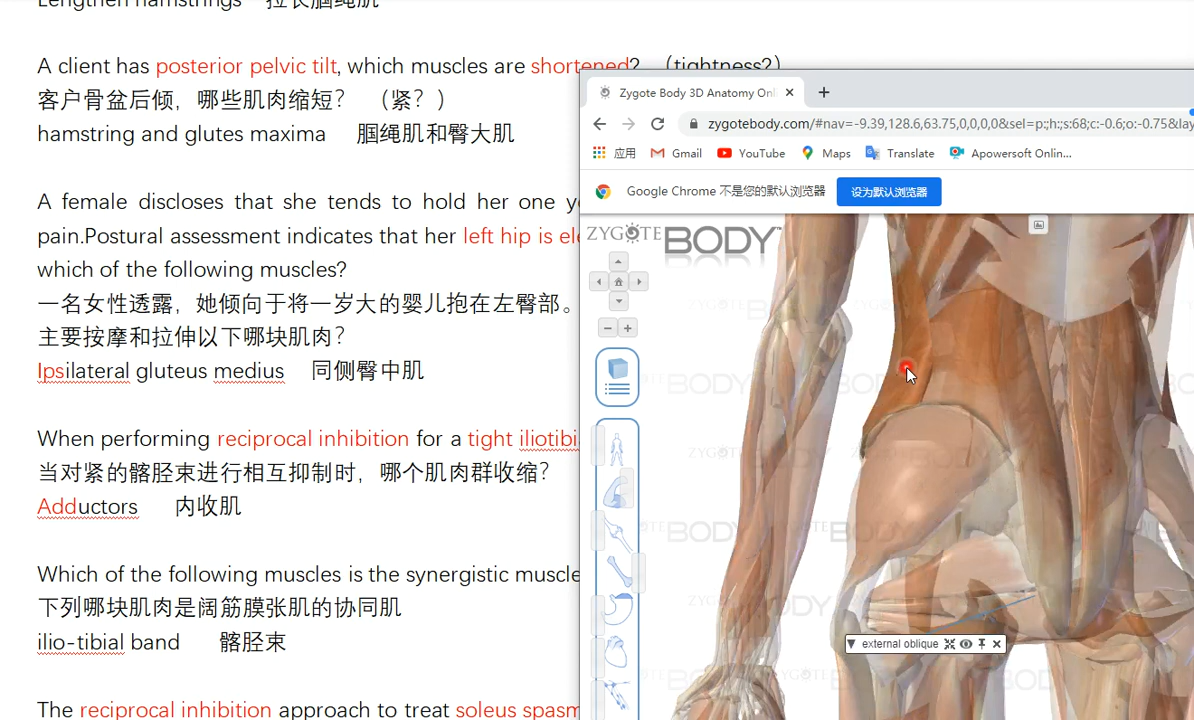 Lengthen hamstrings 拉长腘绳肌
A client has posterior pelvic tilt, which muscles are shortened? (tightness?)
客户骨盆后倾，哪些肌肉缩短？（紧？）
hamstring and glutes maxima 腘绳肌和臀大肌
A female discloses that she tends to hold her one
pain.Postural assessment indicates that her left hip is
which of the following muscles?
一名女性透露，她倾向于将一岁大的婴儿抱在左臀部。
主要按摩和拉伸以下哪块肌肉？
Ipsilateral gluteus medius 同侧臀中肌
When performing reciprocal inhibition for a tight
当对紧的髂胫束进行相互抑制时，哪个肌肉群收缩？
Adductors 内收肌
Which of the following muscles is the synergistic muscle
下列哪块肌肉是阔筋膜张肌的协同肌
ilio-tibial band 髂胫束
The reciprocal inhibition approach to treat soleus spasm
Zygote Body 3D Anatomy Onl
zygotebody.com/#nav=-9.39,128.6,63.75,0,0,0,0&sel=p:;h:;s:68;c:-0.6;o:-0.75&lay
应用 Gmail YouTube Maps Translate Apowersoft Onlin...
Google Chrome 不是您的默认浏览器 设为默认浏览器
ZYGOTE BODY™
external oblique